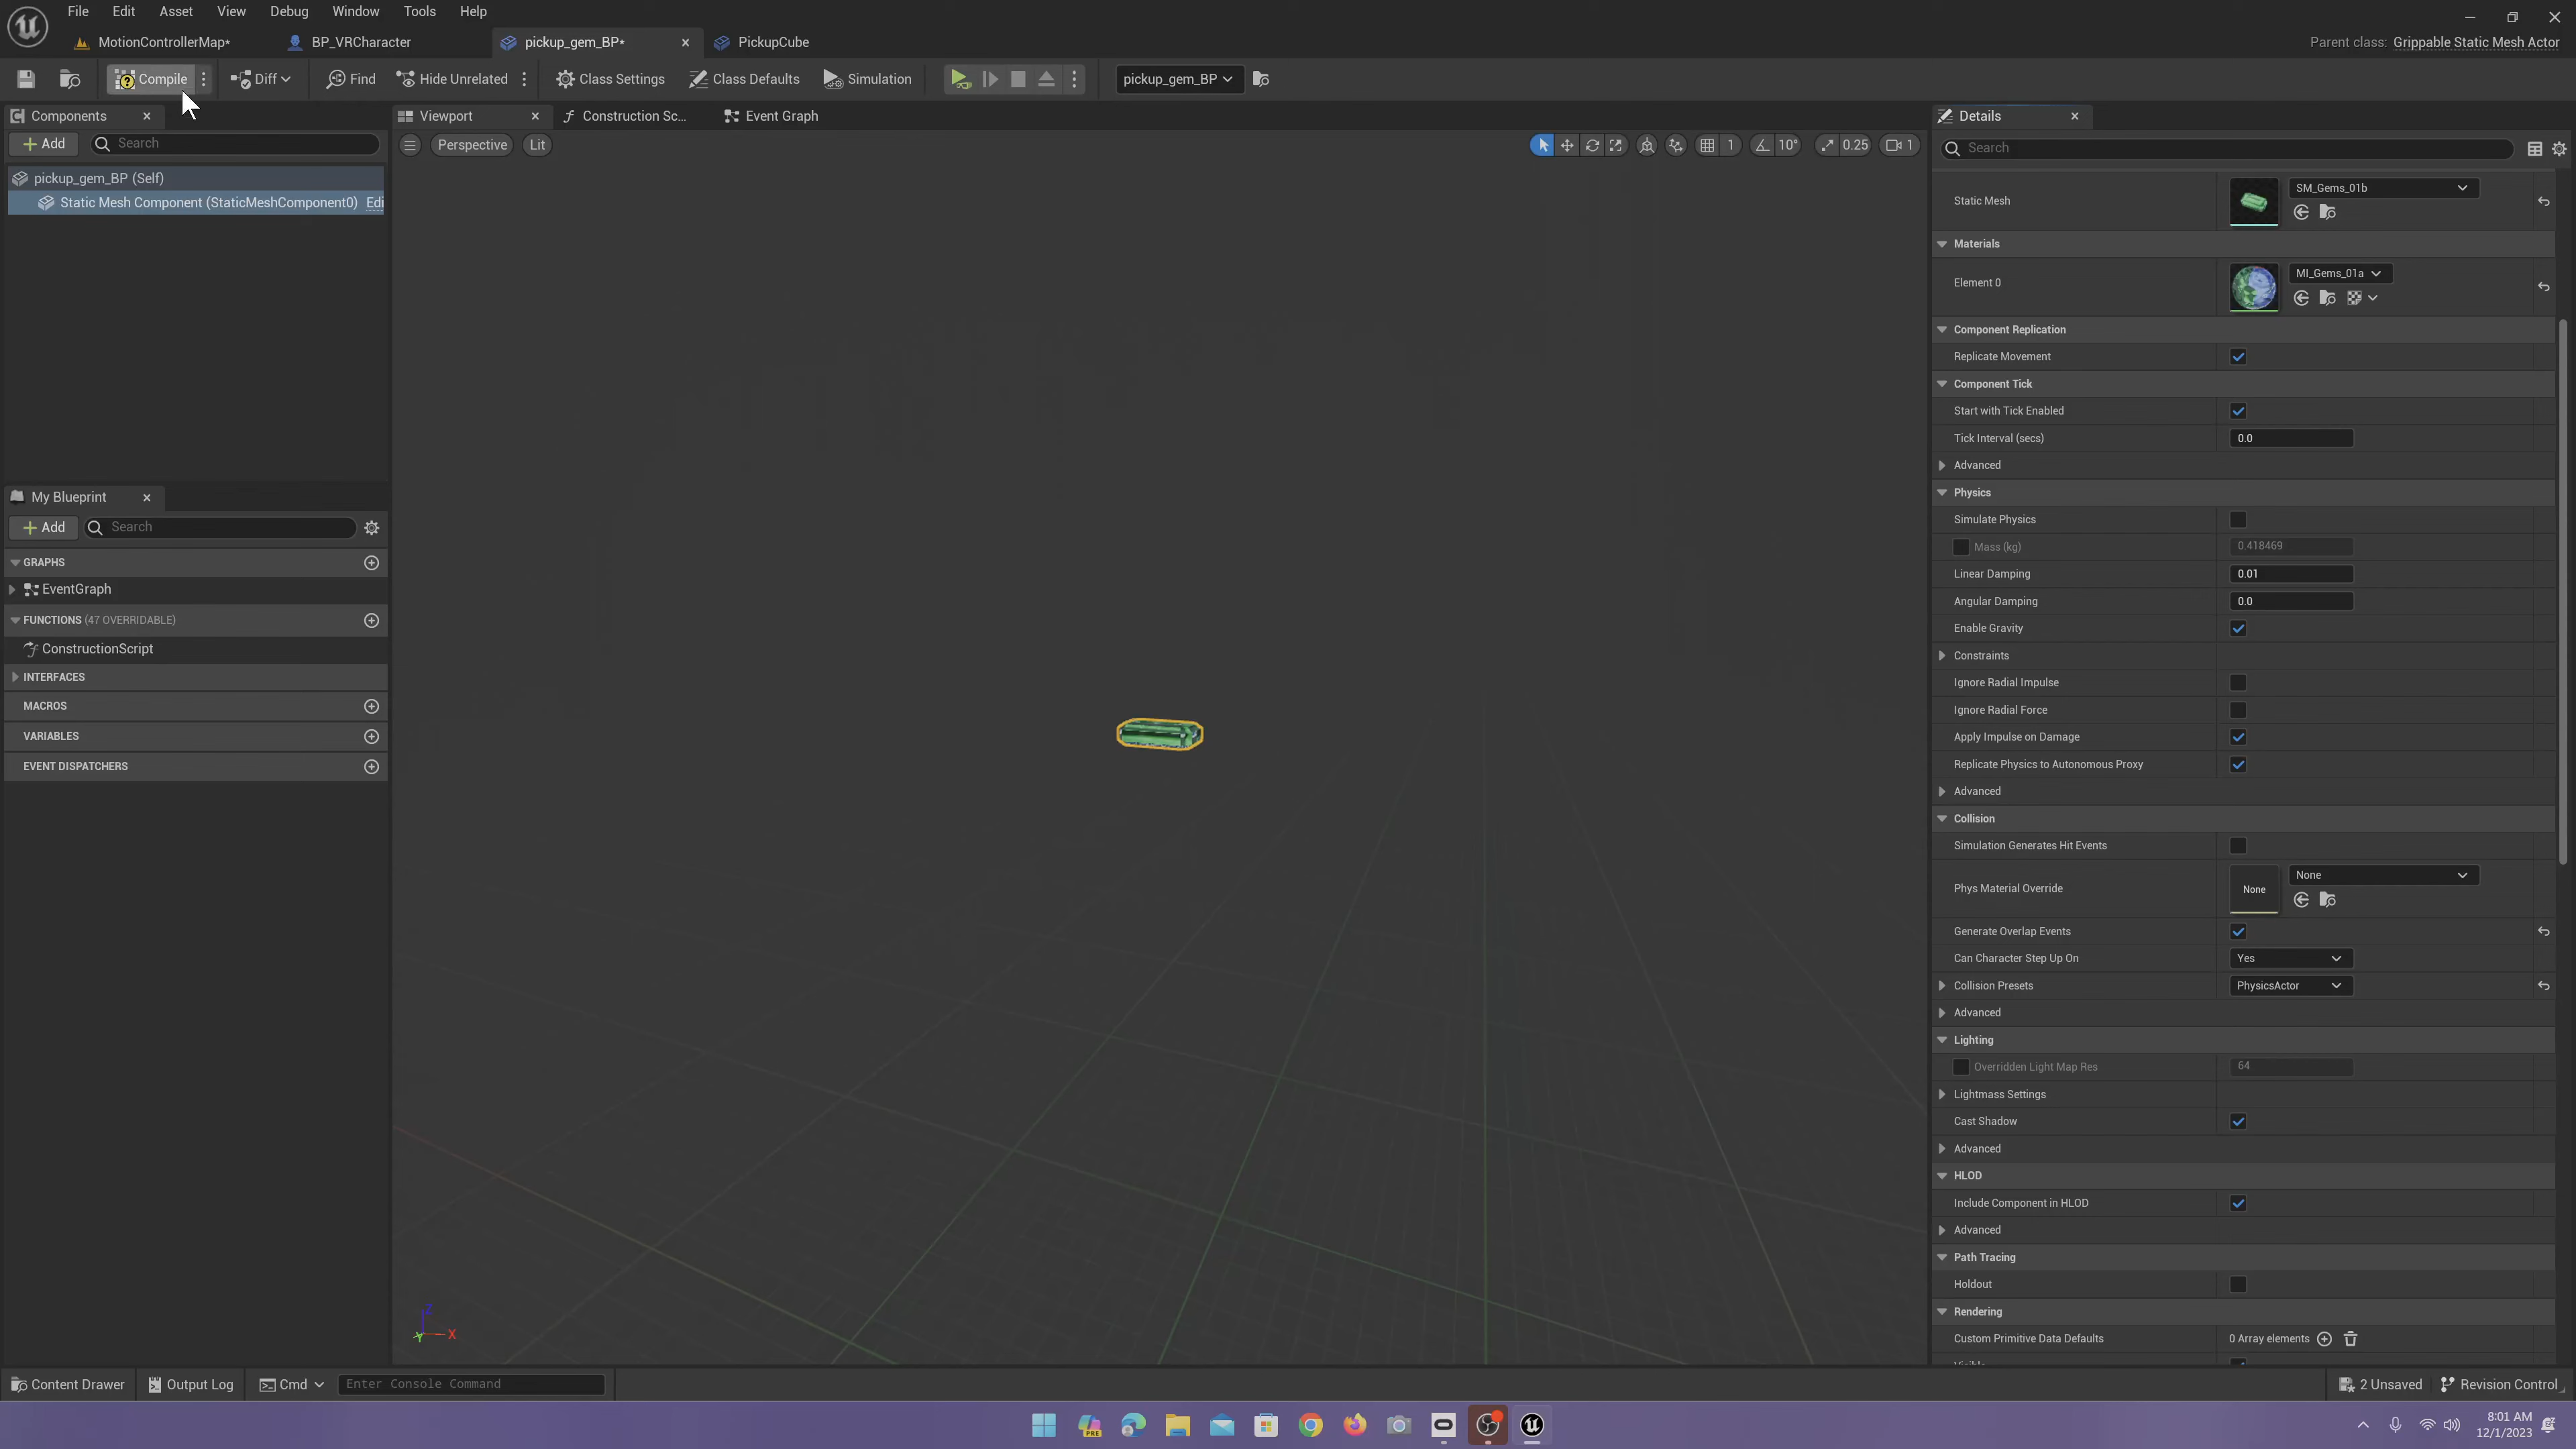 File Edit Asset View Debug Window Tools Help
MotionControllerMap* BP_VRCharacter pickup_gem_BP* PickupCube Parent class: Grippable Static Mesh Actor
Compile Diff Find Hide Unrelated Class Settings Class Defaults Simulation pickup_gem_BP
Components
Add Search
pickup_gem_BP (Self)
Static Mesh Component (StaticMeshComponent0) Edi
My Blueprint
Add Search
GRAPHS
EventGraph
FUNCTIONS (47 OVERRIDABLE)
ConstructionScript
INTERFACES
MACROS
VARIABLES
EVENT DISPATCHERS
Viewport Construction Sc... Event Graph
Perspective Lit 1 10° 0.25 1
Z
X
Y
Details
Search
Static Mesh SM_Gems_01b
Materials
Element 0 MI_Gems_01a
Component Replication
Replicate Movement
Component Tick
Start with Tick Enabled
Tick Interval (secs) 0.0
Advanced
Physics
Simulate Physics
Mass (kg) 0.418469
Linear Damping 0.01
Angular Damping 0.0
Enable Gravity
Constraints
Ignore Radial Impulse
Ignore Radial Force
Apply Impulse on Damage
Replicate Physics to Autonomous Proxy
Advanced
Collision
Simulation Generates Hit Events
Phys Material Override None None
Generate Overlap Events
Can Character Step Up On Yes
Collision Presets PhysicsActor
Advanced
Lighting
Overridden Light Map Res 64
Lightmass Settings
Cast Shadow
Advanced
HLOD
Include Component in HLOD
Advanced
Path Tracing
Holdout
Rendering
Custom Primitive Data Defaults 0 Array elements
Visible
Content Drawer Output Log Cmd Enter Console Command 2 Unsaved Revision Control
PRE
8:01 AM
12/1/2023